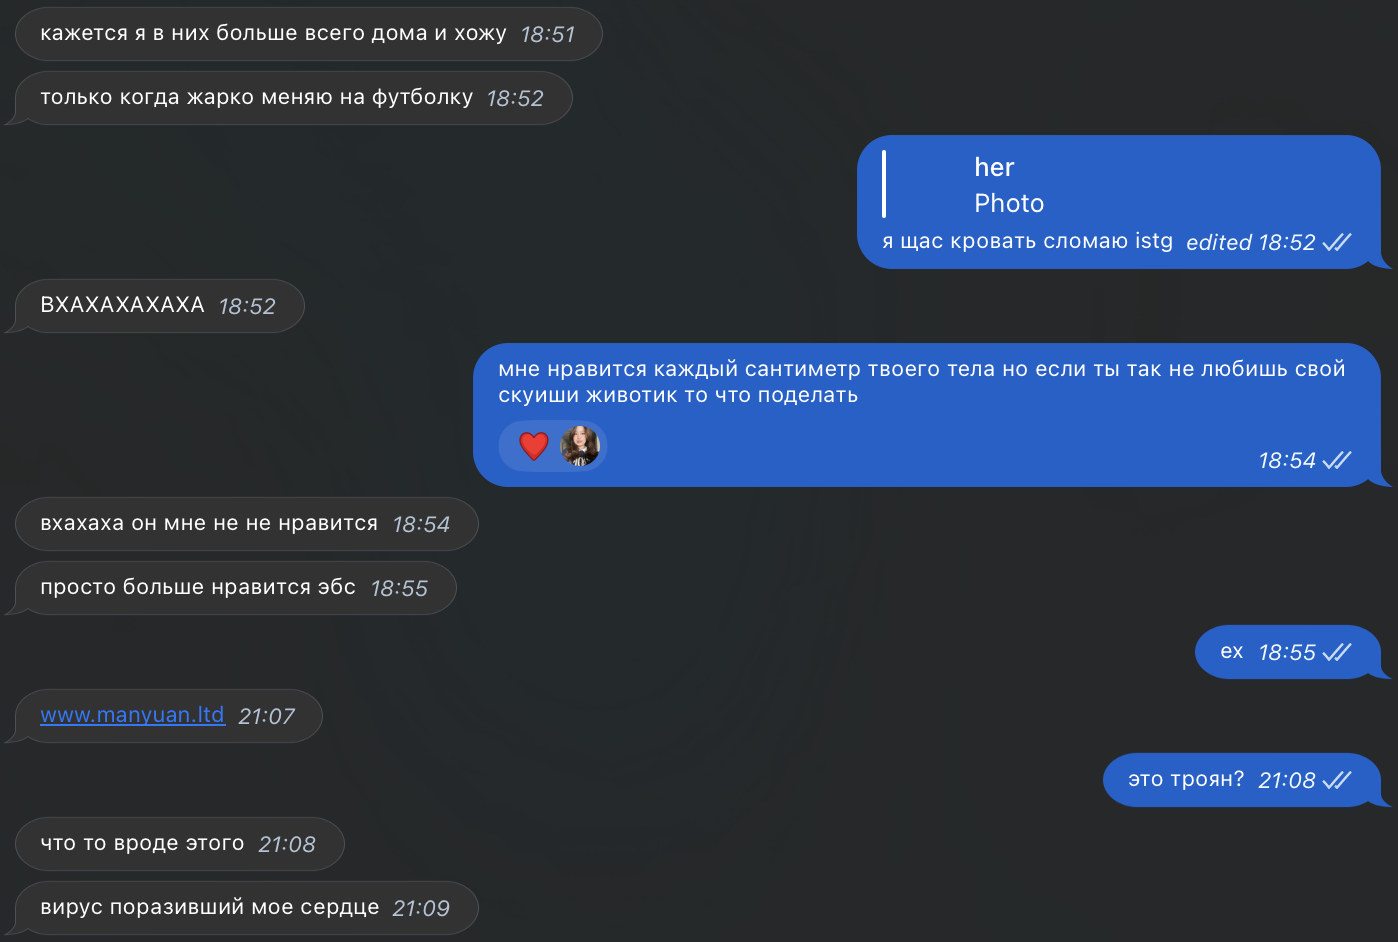 кажется я в них больше всего дома и хожу 18:51
только когда жарко меняю на футболку 18:52
her
Photo
я щас кровать сломаю istg edited 18:52
ВХАХАХАХАХА 18:52
мне нравится каждый сантиметр твоего тела но если ты так не любишь свой
скуиши животик то что поделать
18:54
вхахаха он мне не не нравится 18:54
просто больше нравится эбс 18:55
ех 18:55
www.manyuan.ltd 21:07
это троян? 21:08
что то вроде этого 21:08
вирус поразивший мое сердце 21:09